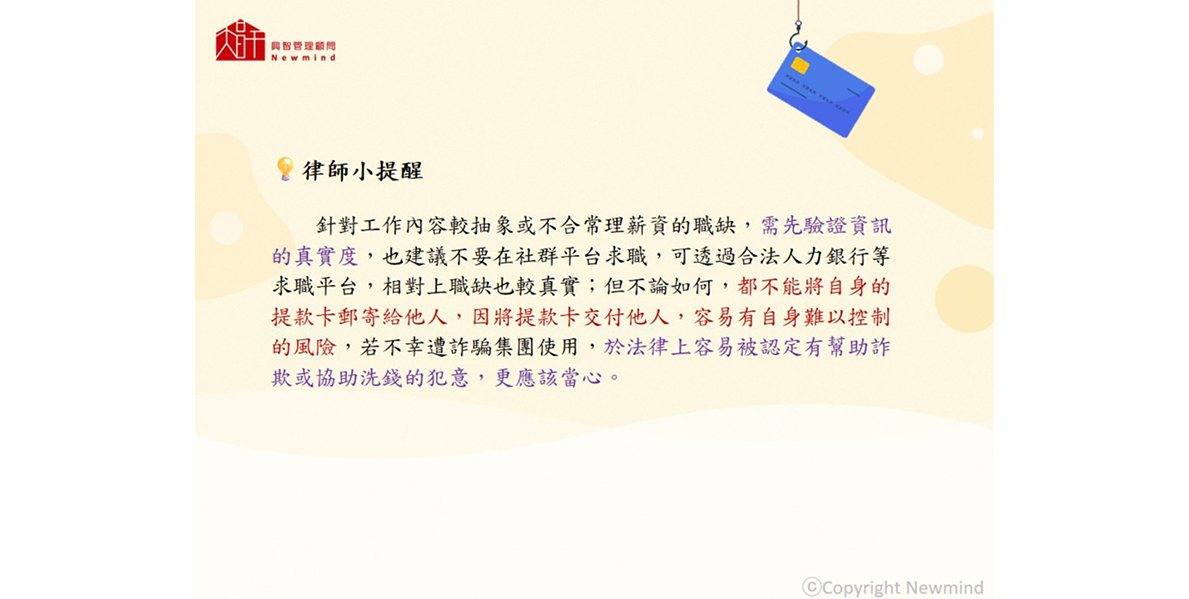 興智管理顧問
Newmind
律師小提醒
針對工作內容較抽象或不合常理薪資的職缺，需先驗證資訊
的真實度，也建議不要在社群平台求職，可透過合法人力銀行等
求職平台，相對上職缺也較真實；但不論如何，都不能將自身的
提款卡郵寄給他人，因將提款卡交付他人，容易有自身難以控制
的風險，若不幸遭詐騙集團使用，於法律上容易被認定有幫助詐
欺或協助洗錢的犯意，更應該當心。
ⓒCopyright Newmind